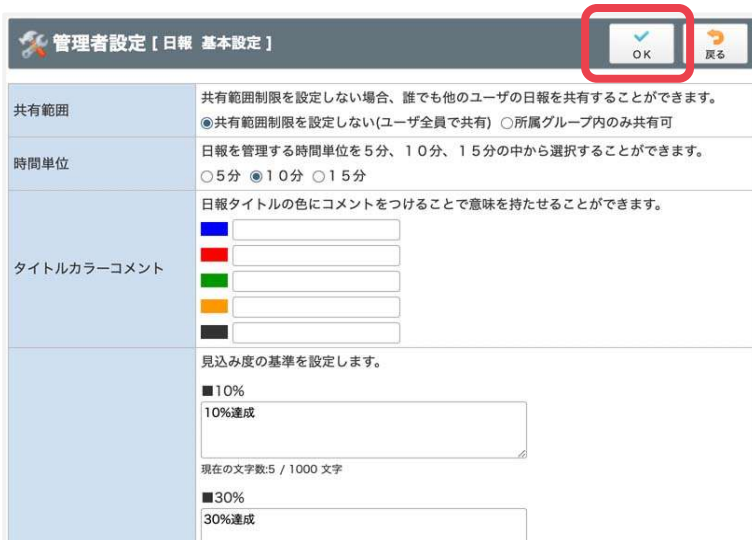 管理者設定 [ 日報 基本設定 ]
OK
戻る
共有範囲
共有範囲制限を設定しない場合、誰でも他のユーザの日報を共有することができます。
◉共有範囲制限を設定しない(ユーザ全員で共有) ○所属グループ内のみ共有可
時間単位
日報を管理する時間単位を5分、10分、15分の中から選択することができます。
○5分 ◉10分 ○15分
タイトルカラーコメント
日報タイトルの色にコメントをつけることで意味を持たせることができます。
見込み度の基準を設定します。
■10%
10%達成
現在の文字数:5 / 1000 文字
■30%
30%達成